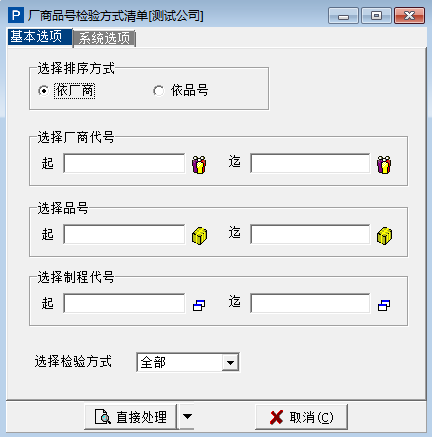 P 厂商品号检验方式清单[测试公司]
基本选项 系统选项
选择排序方式
依厂商 依品号
选择厂商代号
起 迄
选择品号
起 迄
选择制程代号
起 迄
选择检验方式 全部
直接处理 取消(C)